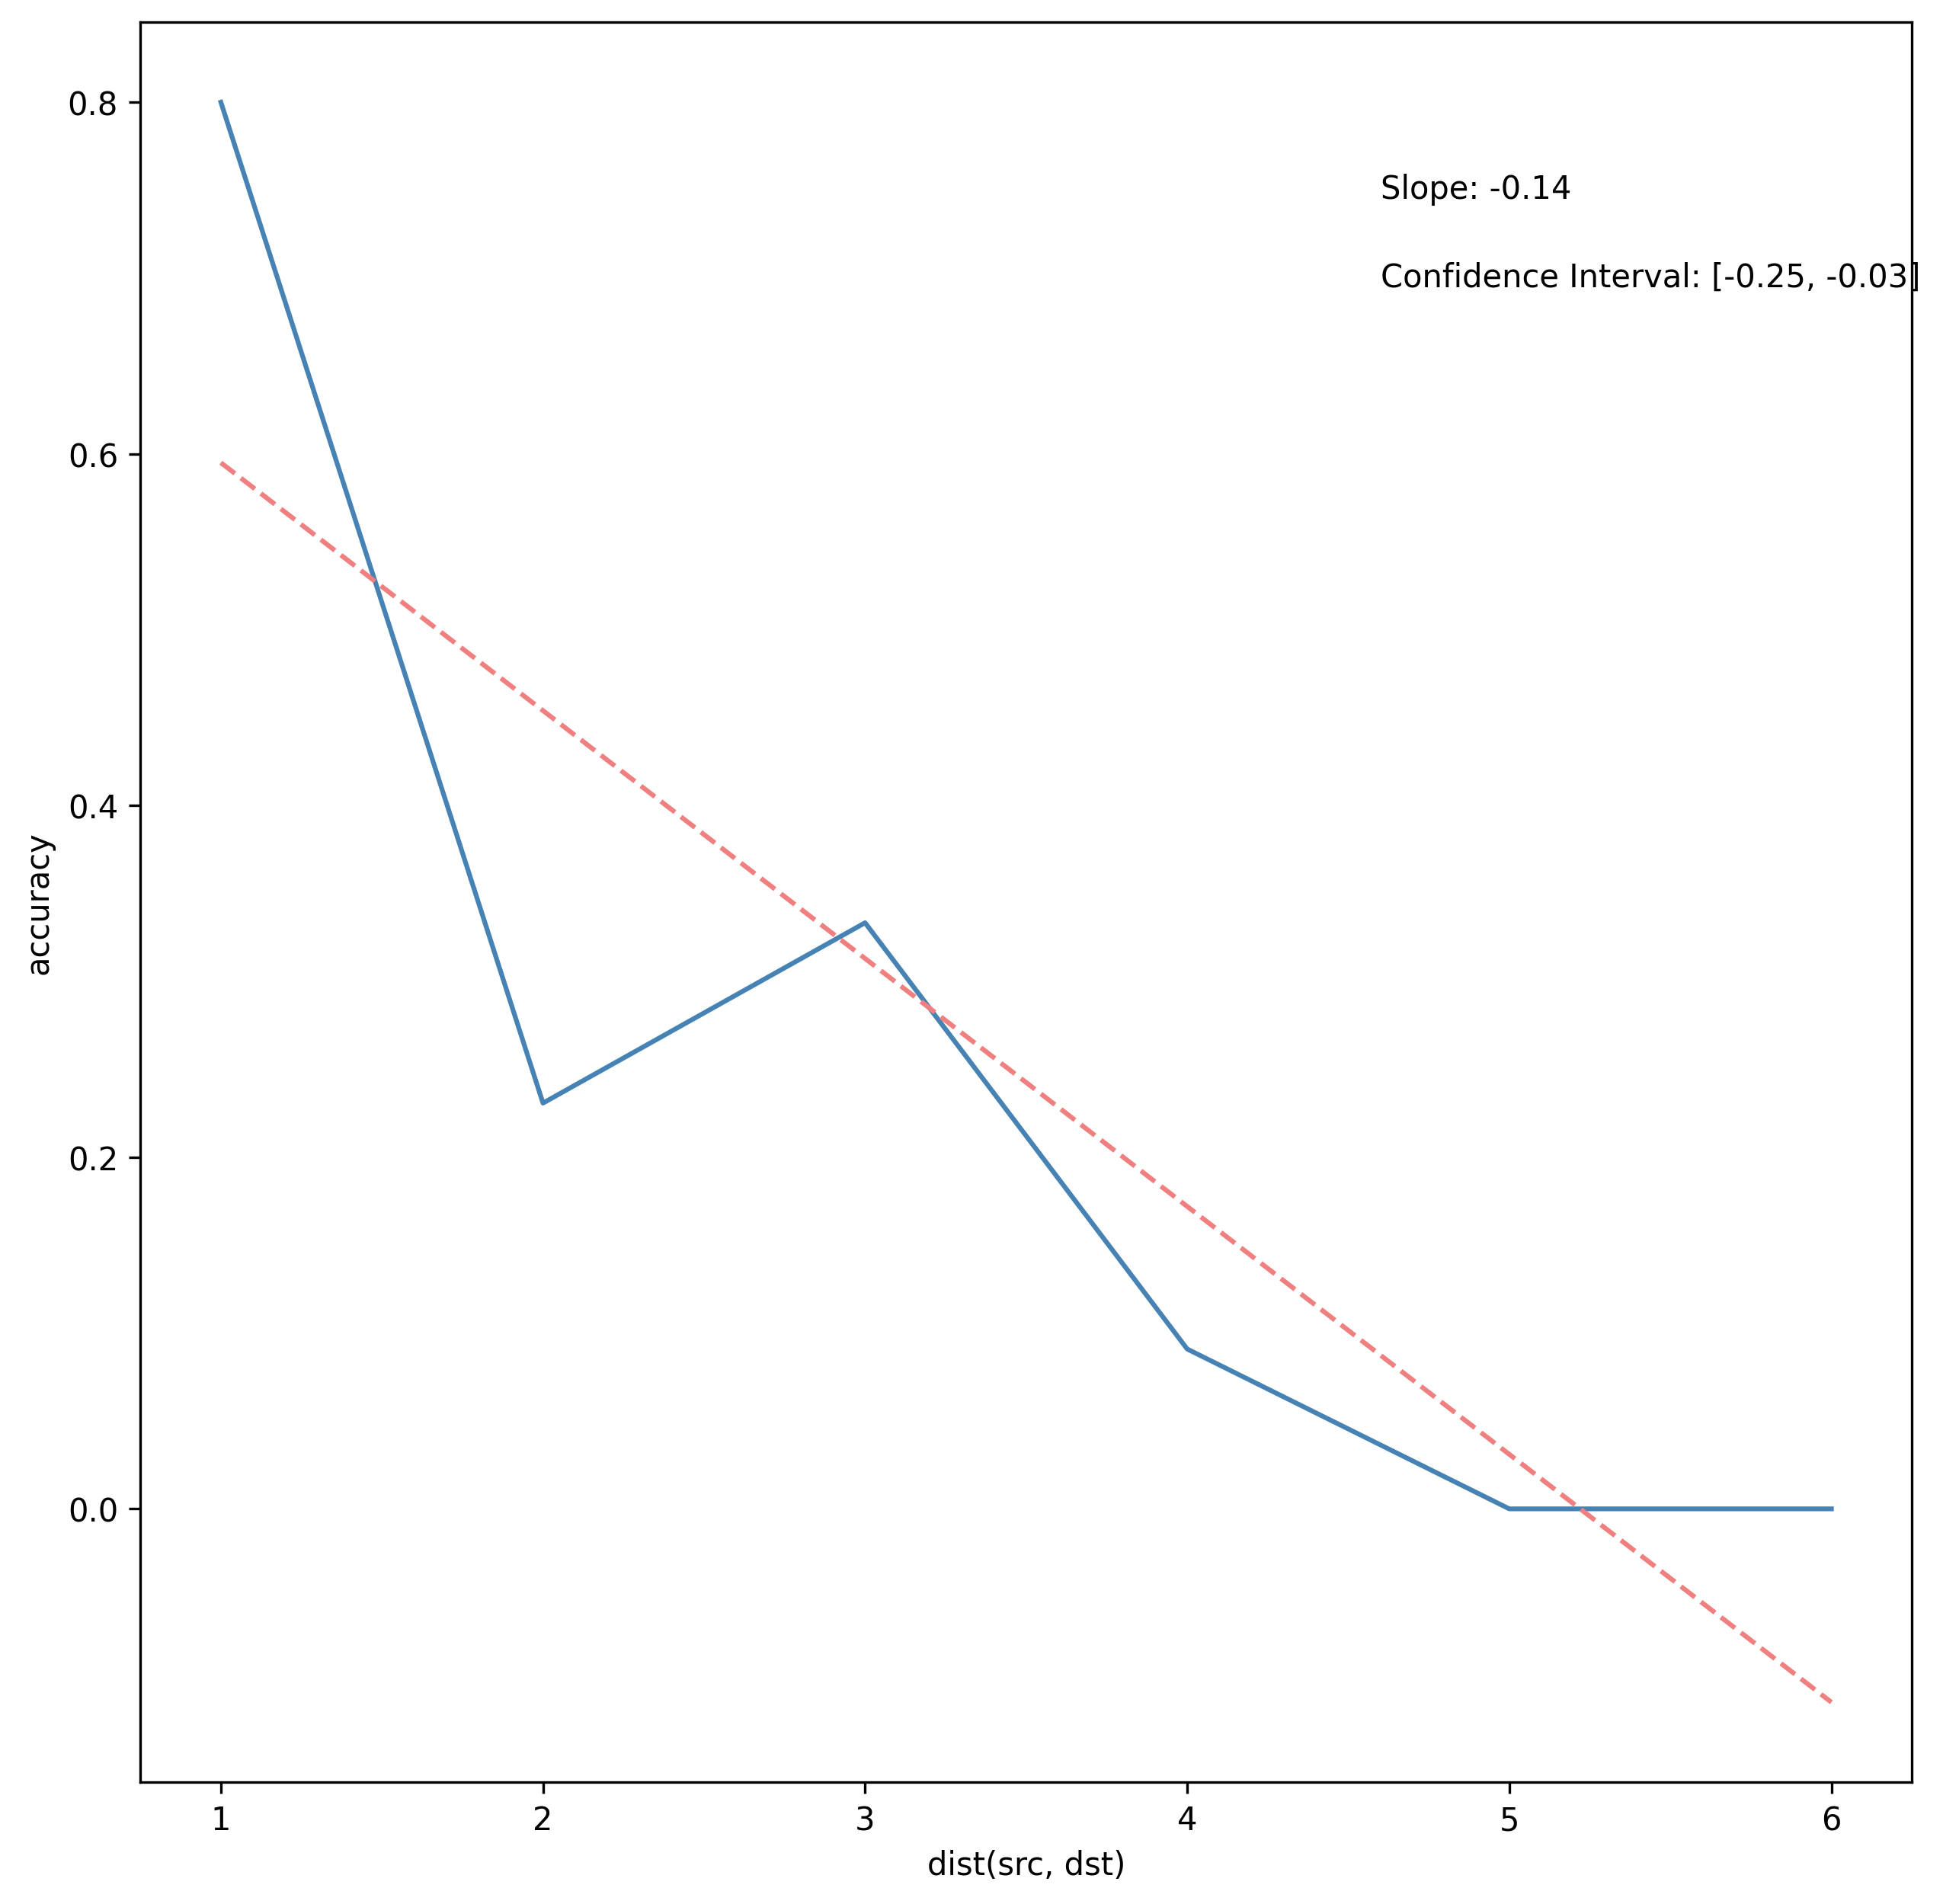 0.8
0.6
0.4
0.2
0.0
accuracy
Slope: -0.14
Confidence Interval: [-0.25, -0.03]
1 2 3 4 5 6
dist(src, dst)